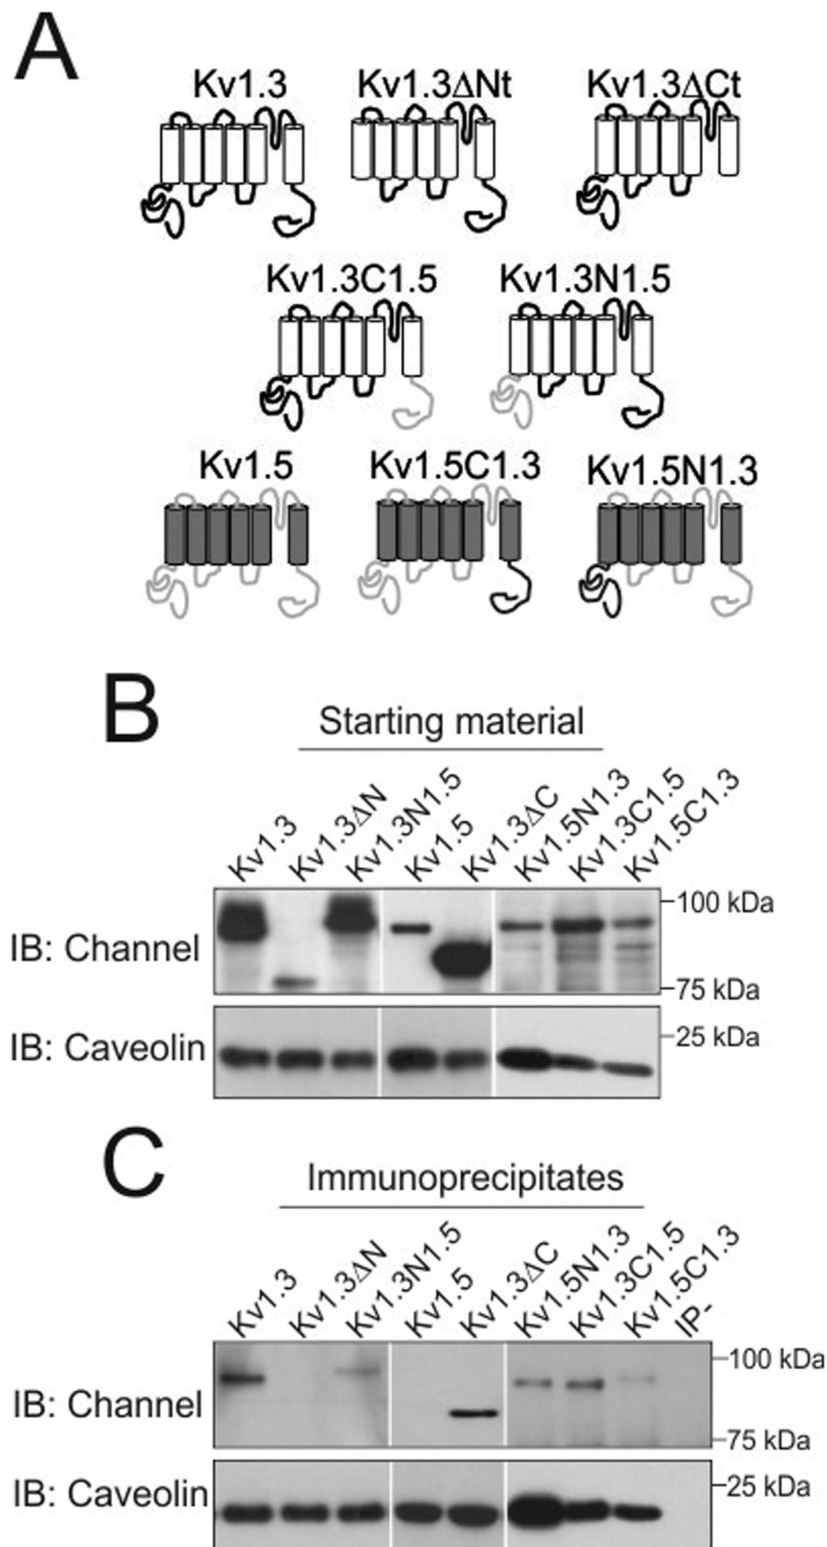 A
Kv1.3 Kv1.3ΔNt Kv1.3ΔCt
Kv1.3C1.5 Kv1.3N1.5
Kv1.5 Kv1.5C1.3 Kv1.5N1.3
B
Starting material
Kv1.3 Kv1.3ΔN Kv1.3N1.5 Kv1.5 Kv1.3ΔC Kv1.5N1.3 Kv1.3C1.5 Kv1.5C1.3
100 kDa
IB: Channel
75 kDa
25 kDa
IB: Caveolin
C
Immunoprecipitates
Kv1.3 Kv1.3ΔN Kv1.3N1.5 Kv1.5 Kv1.3ΔC Kv1.5N1.3 Kv1.3C1.5 Kv1.5C1.3 IP-
100 kDa
IB: Channel
75 kDa
25 kDa
IB: Caveolin